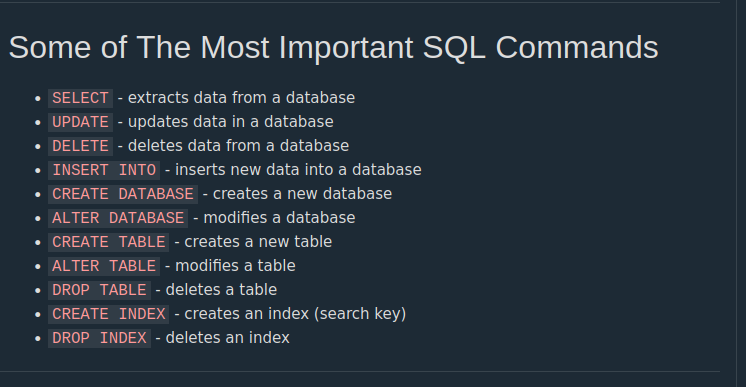 Some of The Most Important SQL Commands
• SELECT - extracts data from a database
• UPDATE - updates data in a database
• DELETE - deletes data from a database
• INSERT INTO - inserts new data into a database
• CREATE DATABASE - creates a new database
• ALTER DATABASE - modifies a database
• CREATE TABLE - creates a new table
• ALTER TABLE - modifies a table
• DROP TABLE - deletes a table
• CREATE INDEX - creates an index (search key)
• DROP INDEX - deletes an index